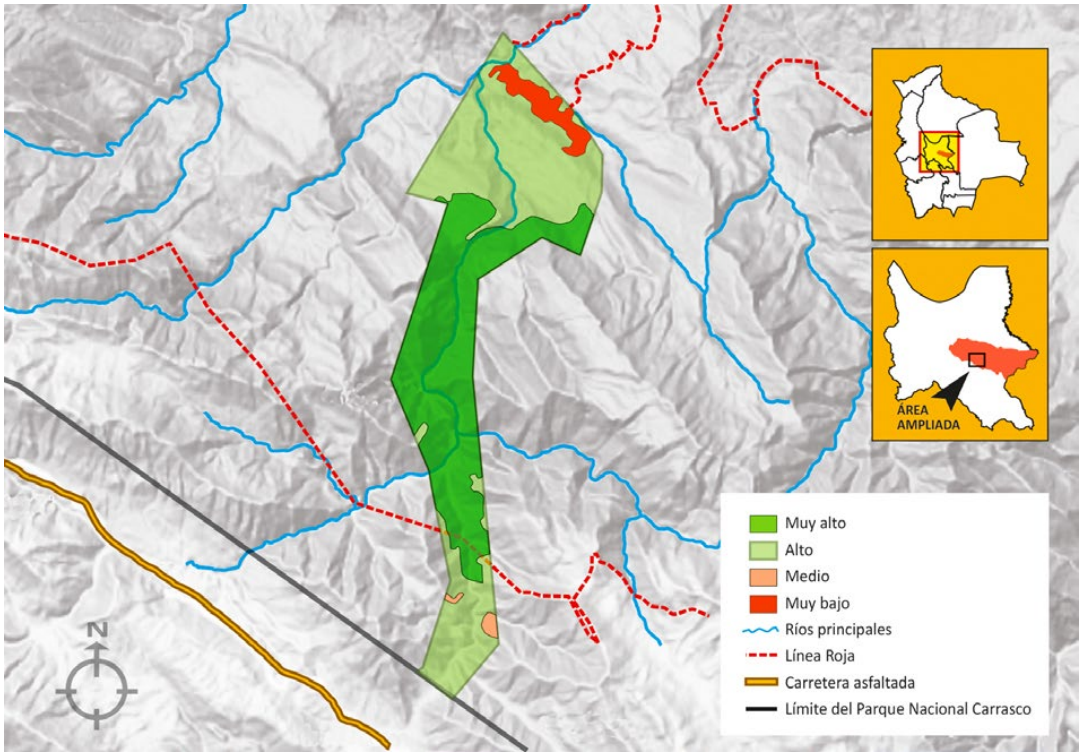 ÁREA
AMPLIADA
Muy alto
Alto
Medio
Muy bajo
Ríos principales
Línea Roja
Carretera asfaltada
Límite del Parque Nacional Carrasco
N